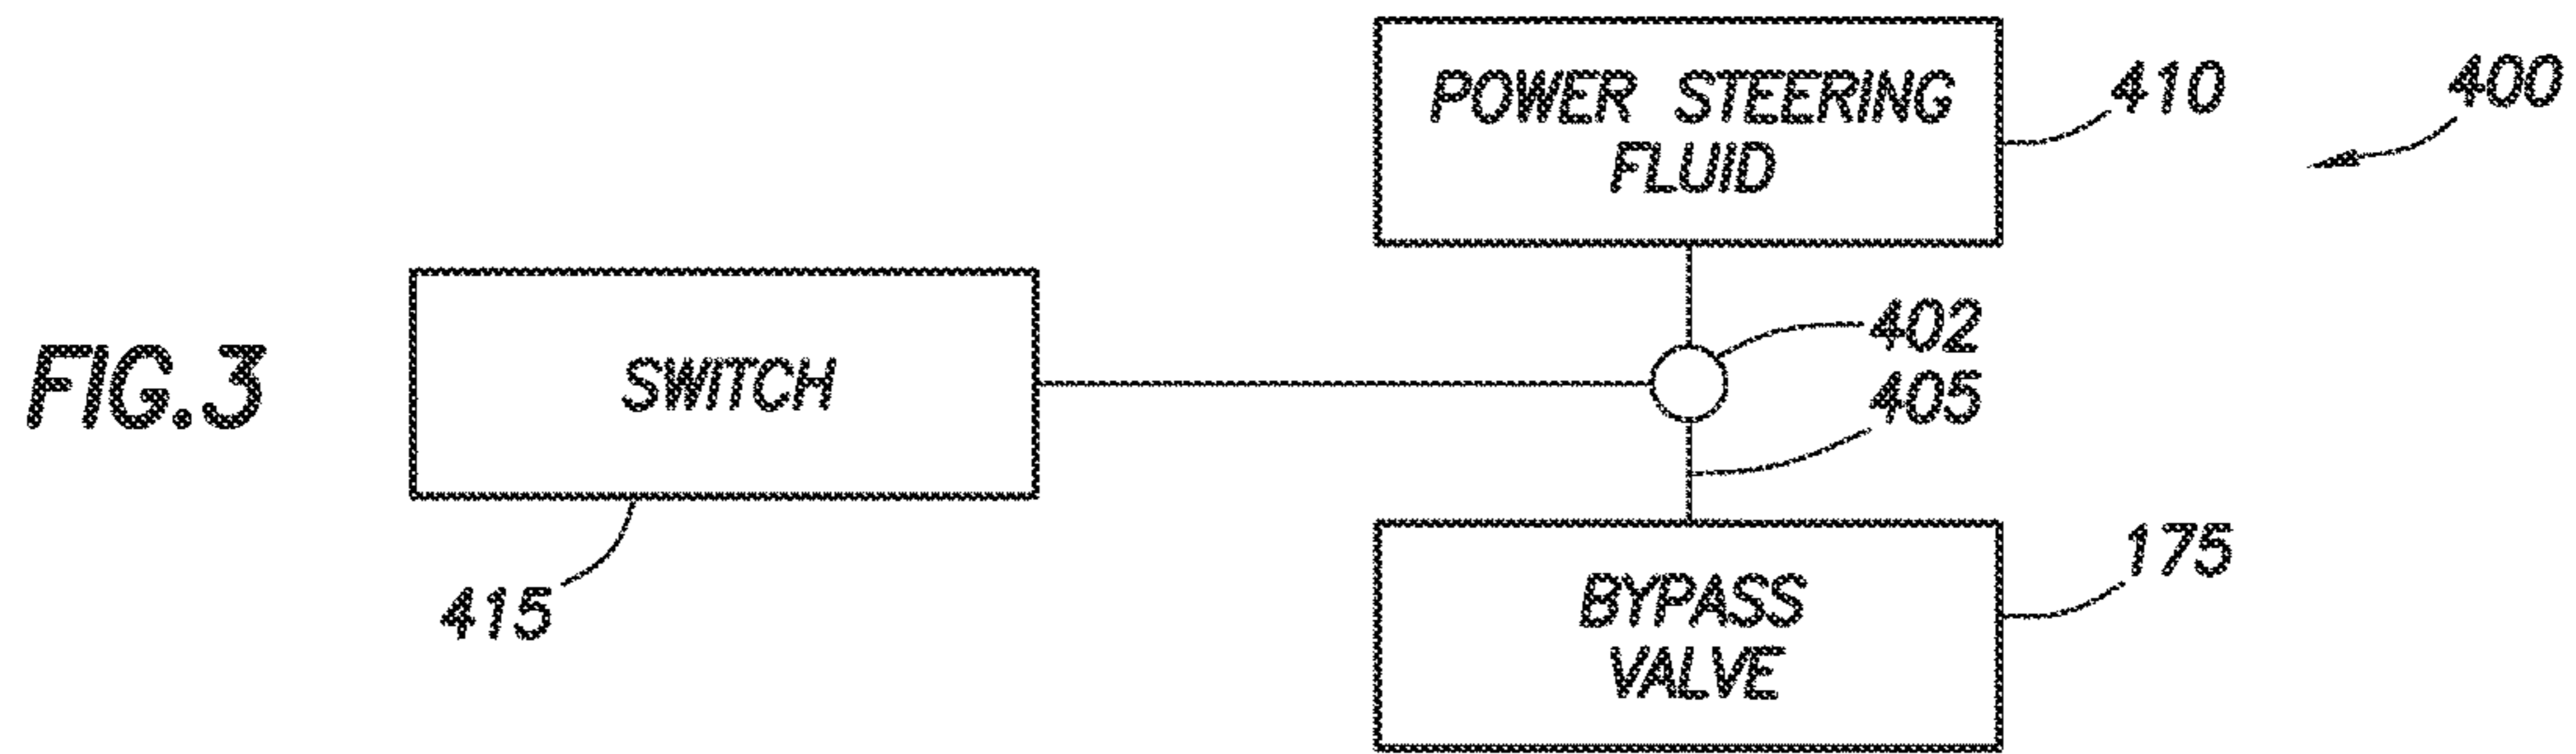 POWER STEERING
FLUID
410
400
FIG.3
SWITCH
402
405
415
BYPASS
VALVE
175